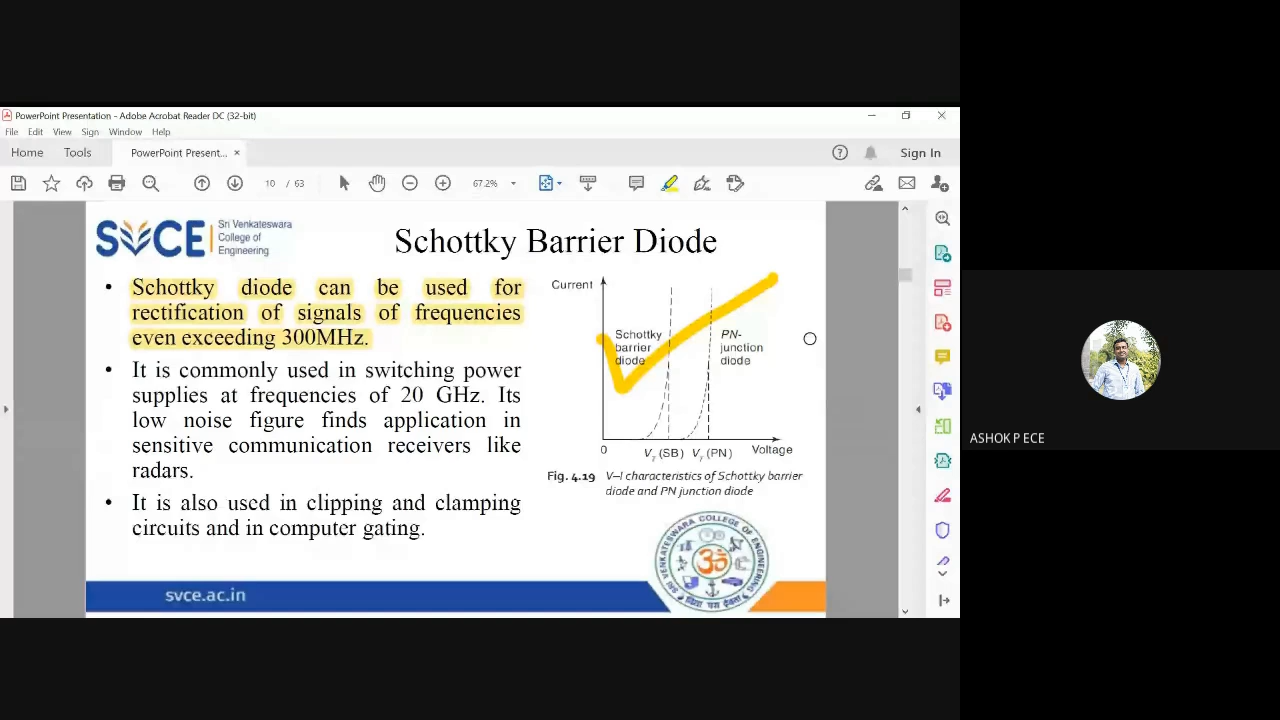 PowerPoint Presentation - Adobe Acrobat Reader DC (32-bit)
File Edit View Sign Window Help
Home Tools PowerPoint Present... × Sign In
10 / 63 67.2%
SVCE
Sri Venkateswara
College of
Engineering
Schottky Barrier Diode
• Schottky diode can be used for
rectification of signals of frequencies
even exceeding 300MHz.
• It is commonly used in switching power
supplies at frequencies of 20 GHz. Its
low noise figure finds application in
sensitive communication receivers like
radars.
• It is also used in clipping and clamping
circuits and in computer gating.
Current
Schottky
barrier
diode
PN-
junction
diode
0
Vγ (SB) Vγ (PN)
Voltage
Fig. 4.19 V–I characteristics of Schottky barrier
diode and PN junction diode
SRI VENKATESWARA COLLEGE OF ENGINEERING
svce.ac.in
ASHOK P ECE